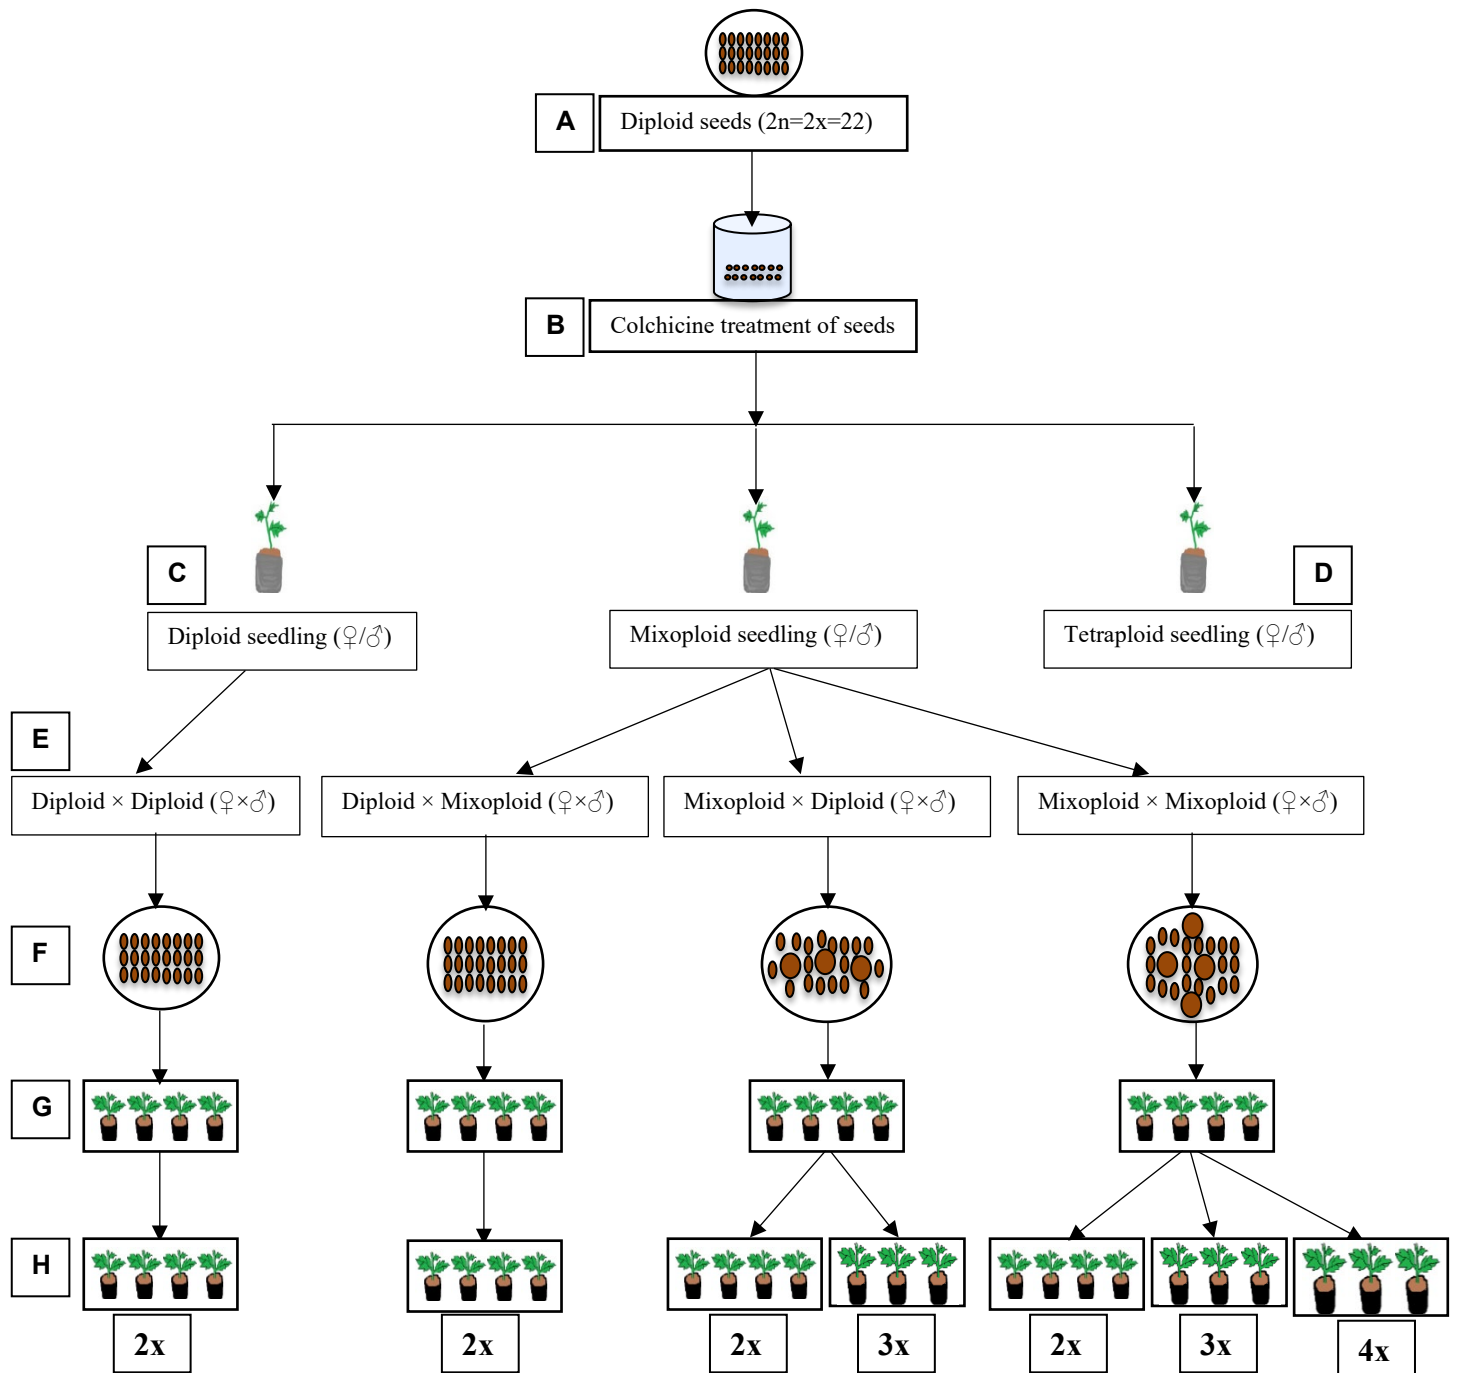 A
Diploid seeds (2n=2x=22)
B
Colchicine treatment of seeds
C
D
Diploid seedling (♀/♂)
Mixoploid seedling (♀/♂)
Tetraploid seedling (♀/♂)
E
Diploid × Diploid (♀×♂)
Diploid × Mixoploid (♀×♂)
Mixoploid × Diploid (♀×♂)
Mixoploid × Mixoploid (♀×♂)
F
G
H
2x
2x
2x
3x
2x
3x
4x